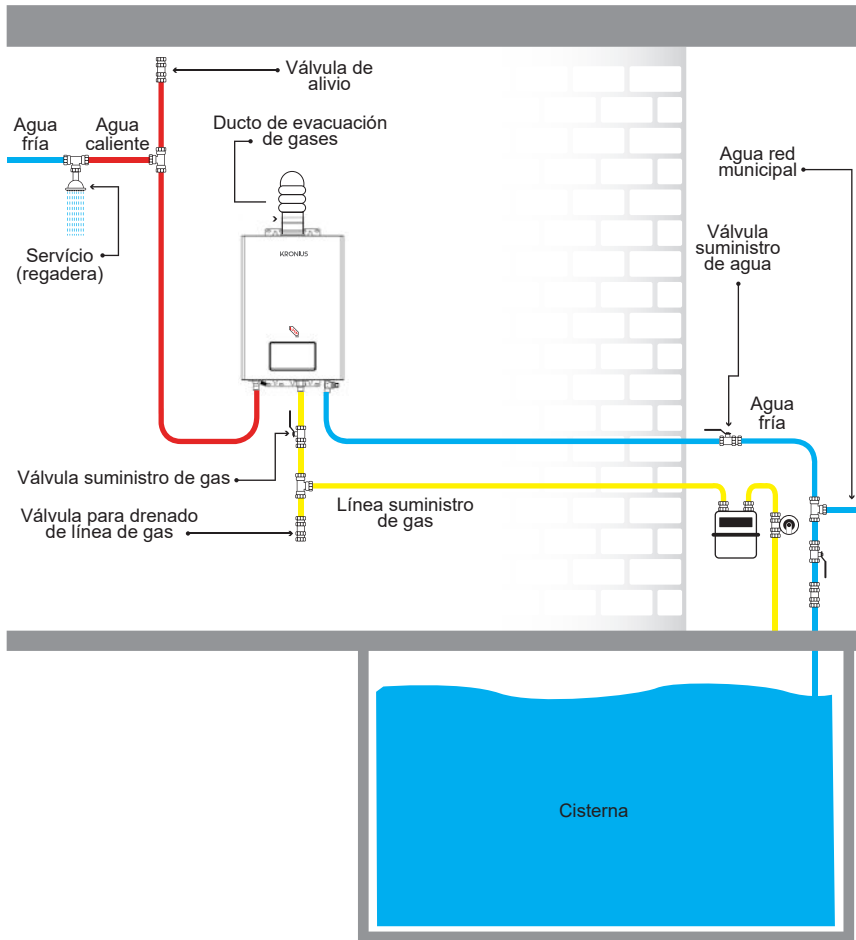 Válvula de
alivio
Agua
fría
Agua
caliente
Ducto de evacuación
de gases
Agua red
municipal
Válvula
suministro
de agua
Servício
(regadera)
KRONIUS
Agua
fría
Válvula suministro de gas
Línea suministro
de gas
Válvula para drenado
de línea de gas
Cisterna